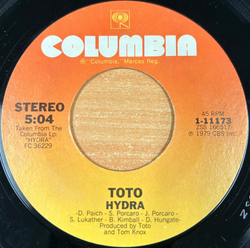 COLUMBIA
® "Columbia," Marcas Reg.
STEREO
5:04
Taken From The
Columbia Lp:
"HYDRA"
FC 36229
45 RPM
1-11173
ZSS 166517
℗ 1979 CBS Inc.
TOTO
HYDRA
-D. Paich - S. Porcaro - J. Porcaro -
S. Lukather - B. Kimball - D. Hungate-
Produced by Toto
and Tom Knox